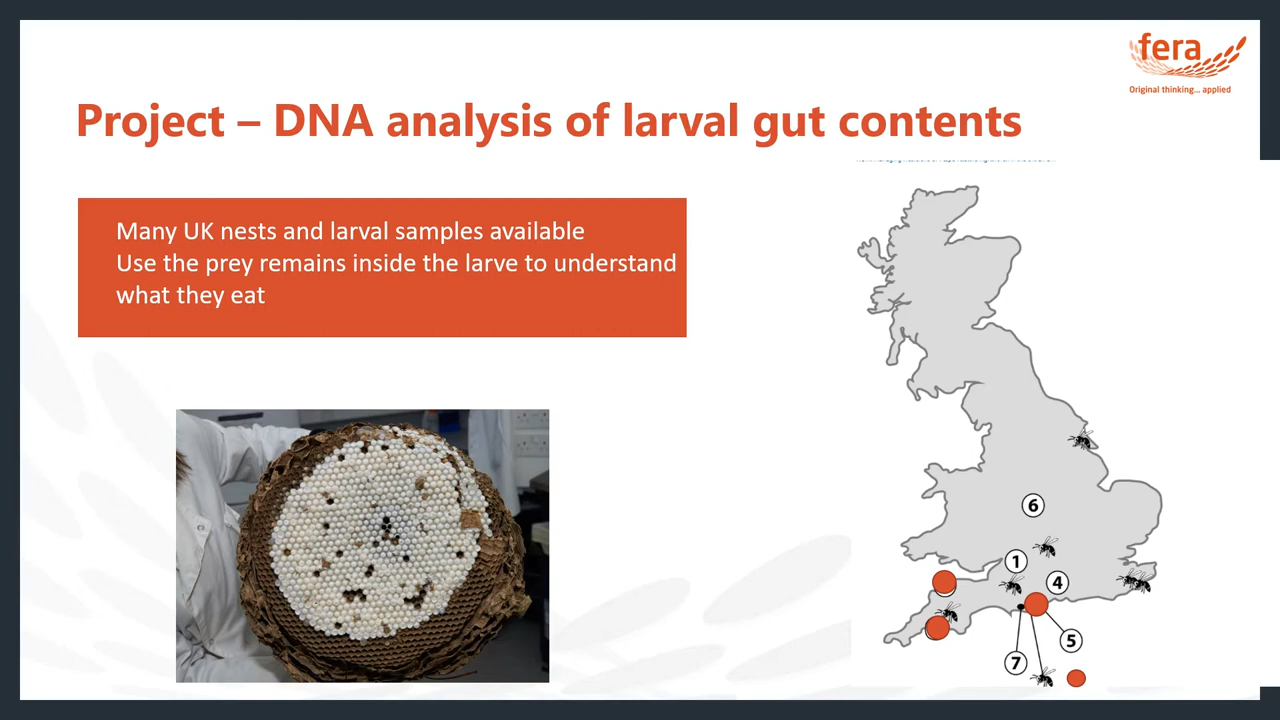 fera
Original thinking... applied
Project – DNA analysis of larval gut contents
Many UK nests and larval samples available
Use the prey remains inside the larve to understand
what they eat
6
1
4
5
7